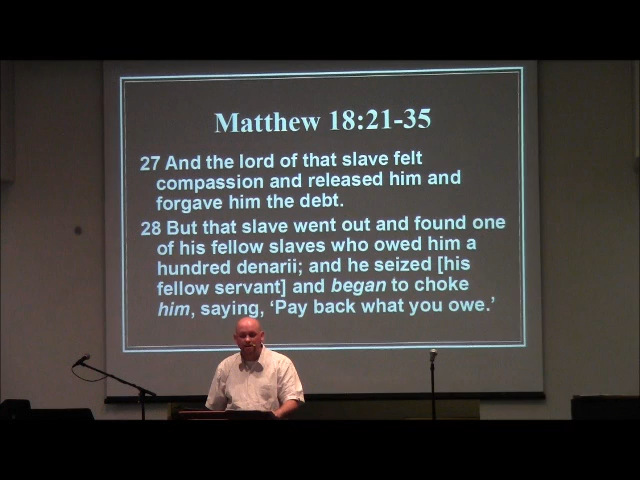 Matthew 18:21-35
27 And the lord of that slave felt
compassion and released him and
forgave him the debt.
28 But that slave went out and found one
of his fellow slaves who owed him a
hundred denarii; and he seized [his
fellow servant] and began to choke
him, saying, ‘Pay back what you owe.’